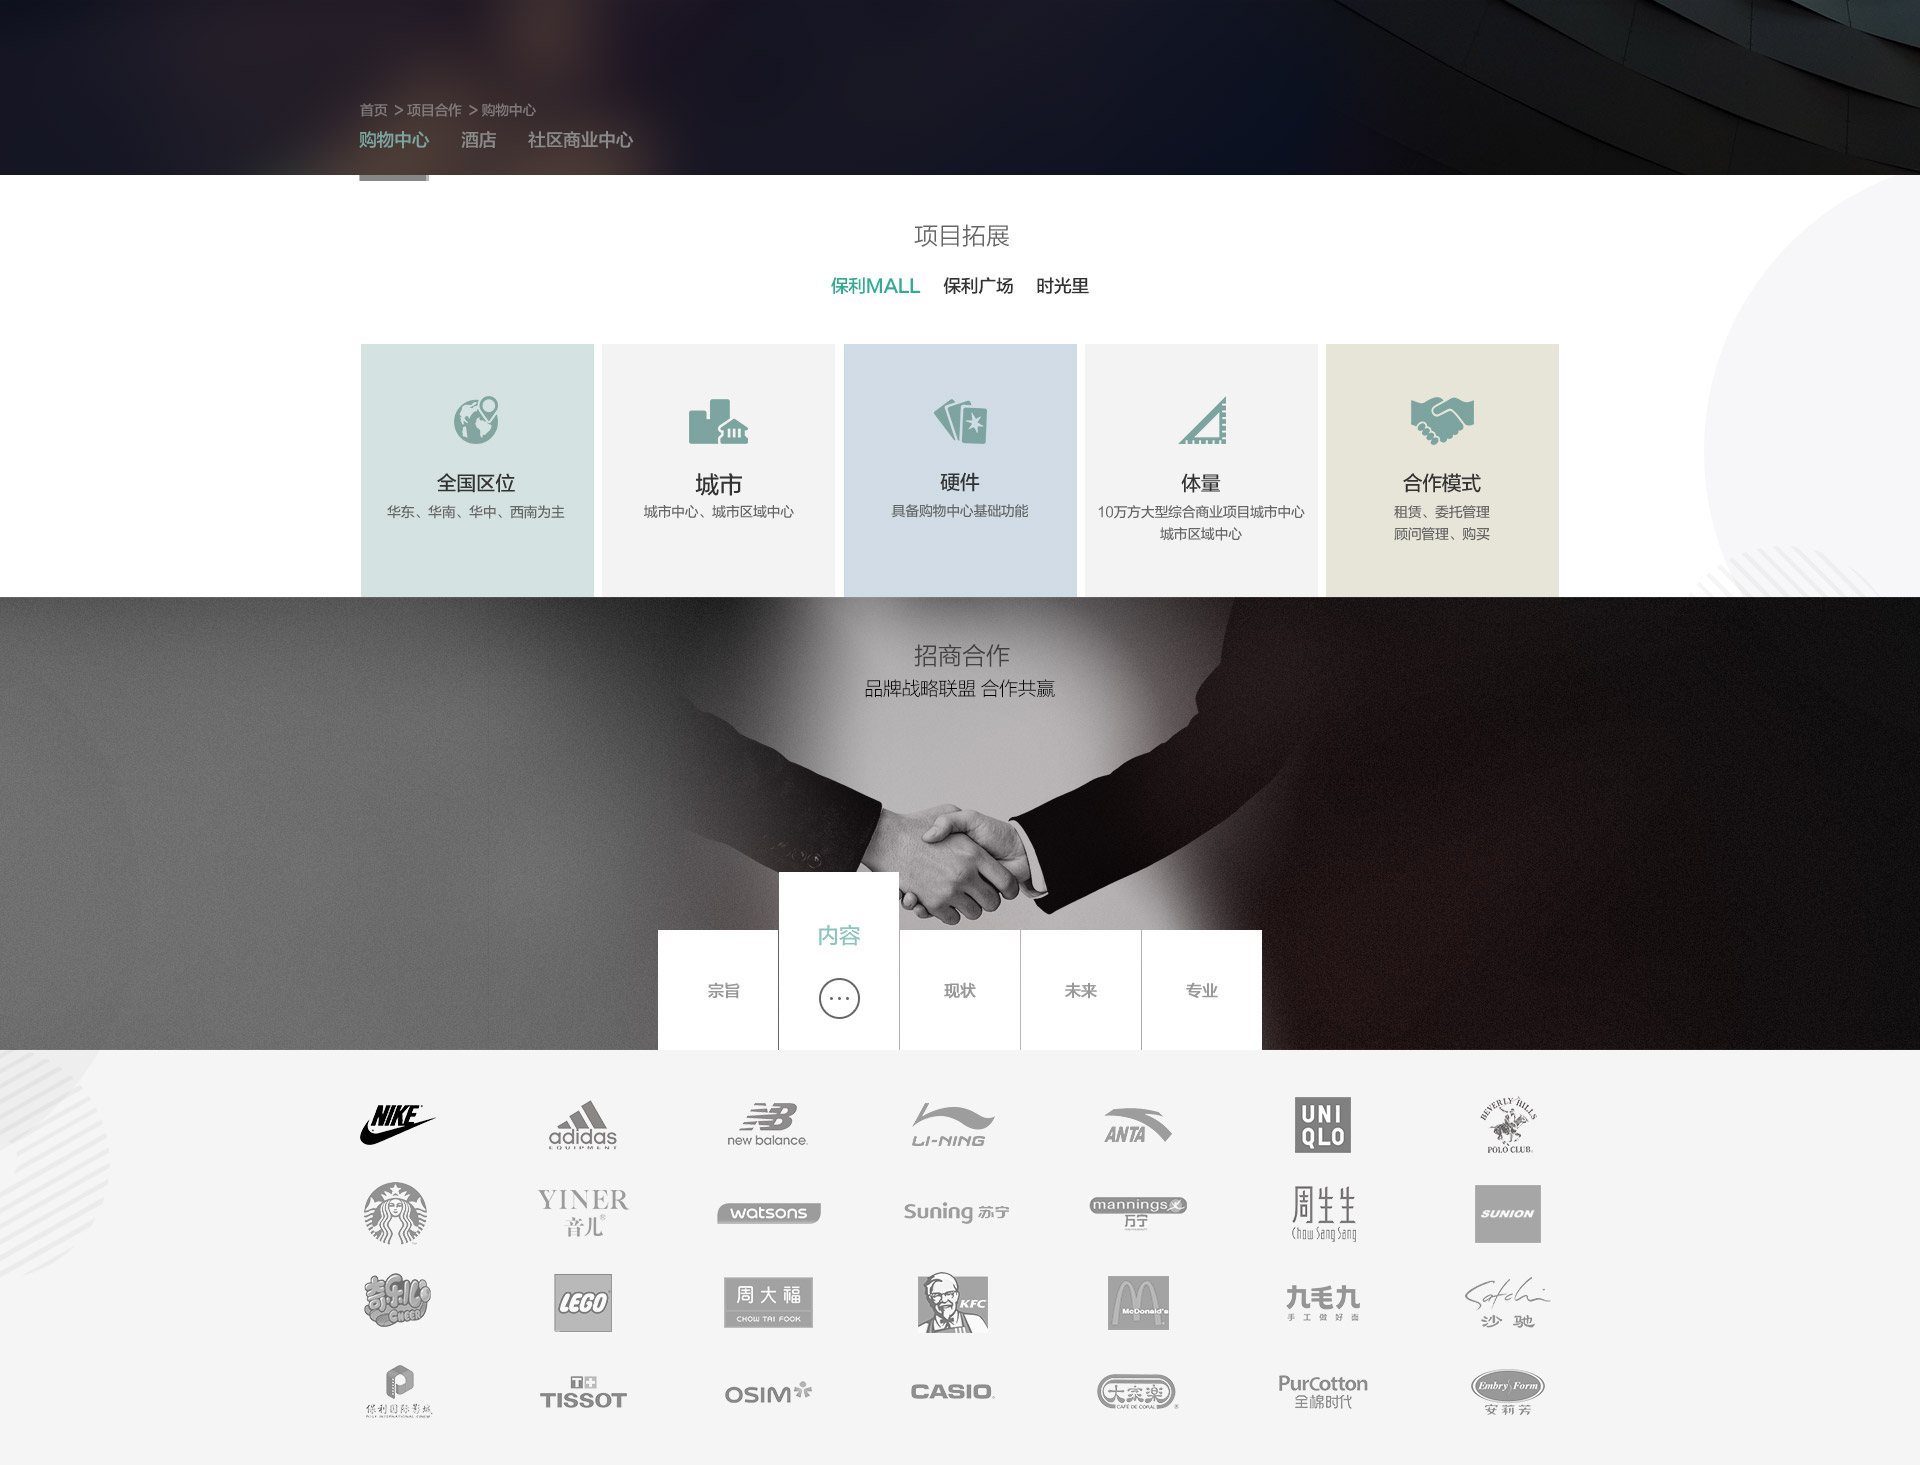 首页 > 项目合作 > 购物中心
购物中心 酒店 社区商业中心
项目拓展
保利MALL 保利广场 时光里
全国区位
华东、华南、华中、西南为主
城市
城市中心、城市区域中心
硬件
具备购物中心基础功能
体量
10万方大型综合商业项目城市中心
城市区域中心
合作模式
租赁、委托管理
顾问管理、购买
招商合作
品牌战略联盟 合作共赢
宗旨
内容
现状
未来
专业
NIKE
adidas
EQUIPMENT
new balance.
LI-NING
ANTA
UNI
QLO
BEVERLY HILLS
POLO CLUB
YINER
音儿
watsons
Suning 苏宁
mannings
万宁
周生生
Chow Sang Sang
SUNION
奇乐儿
CHEER
LEGO
周大福
CHOW TAI FOOK
KFC
McDonald's
九毛九
手工做好面
Satchi
沙驰
保利国际影城
POLY INTERNATIONAL CINEMA
TISSOT
OSIM
CASIO
大家樂
CAFE DE CORAL
PurCotton
全棉时代
Embry Form
安莉芳